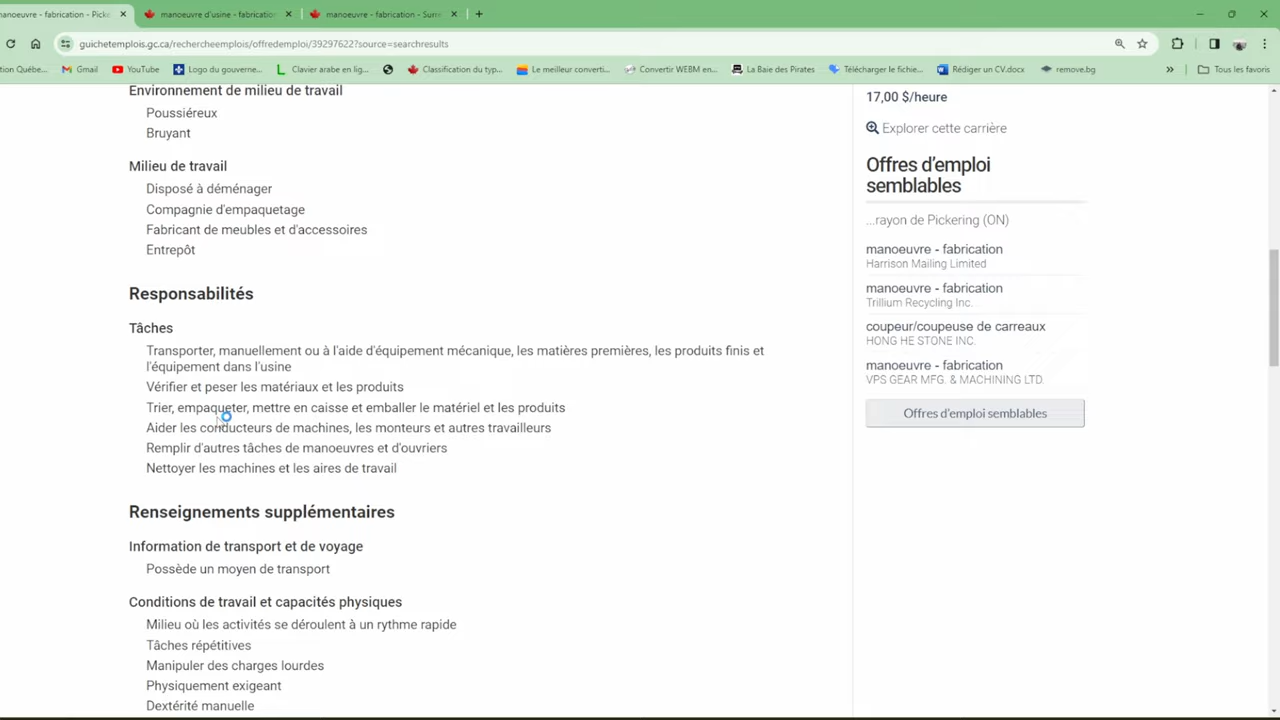 manoeuvre - fabrication - Picke
manoeuvre d'usine - fabrication
manoeuvre - fabrication - Surre
guichetemplois.gc.ca/rechercheemplois/offredemploi/39297622?source=searchresults
tion Québe...
Gmail
YouTube
Logo du gouverne...
Clavier arabe en lig...
Classification du typ...
Le meilleur converti...
Convertir WEBM en...
La Baie des Pirates
Télécharger le fichie...
Rédiger un CV.docx
remove.bg
Tous les favoris
Environnement de milieu de travail
Poussiéreux
Bruyant
Milieu de travail
Disposé à déménager
Compagnie d'empaquetage
Fabricant de meubles et d'accessoires
Entrepôt
Responsabilités
Tâches
Transporter, manuellement ou à l'aide d'équipement mécanique, les matières premières, les produits finis et
l'équipement dans l'usine
Vérifier et peser les matériaux et les produits
Trier, empaqueter, mettre en caisse et emballer le matériel et les produits
Aider les conducteurs de machines, les monteurs et autres travailleurs
Remplir d'autres tâches de manoeuvres et d'ouvriers
Nettoyer les machines et les aires de travail
Renseignements supplémentaires
Information de transport et de voyage
Possède un moyen de transport
Conditions de travail et capacités physiques
Milieu où les activités se déroulent à un rythme rapide
Tâches répétitives
Manipuler des charges lourdes
Physiquement exigeant
Dextérité manuelle
17,00 $/heure
Explorer cette carrière
Offres d'emploi
semblables
...rayon de Pickering (ON)
manoeuvre - fabrication
Harrison Mailing Limited
manoeuvre - fabrication
Trillium Recycling Inc.
coupeur/coupeuse de carreaux
HONG HE STONE INC.
manoeuvre - fabrication
VPS GEAR MFG. & MACHINING LTD.
Offres d'emploi semblables